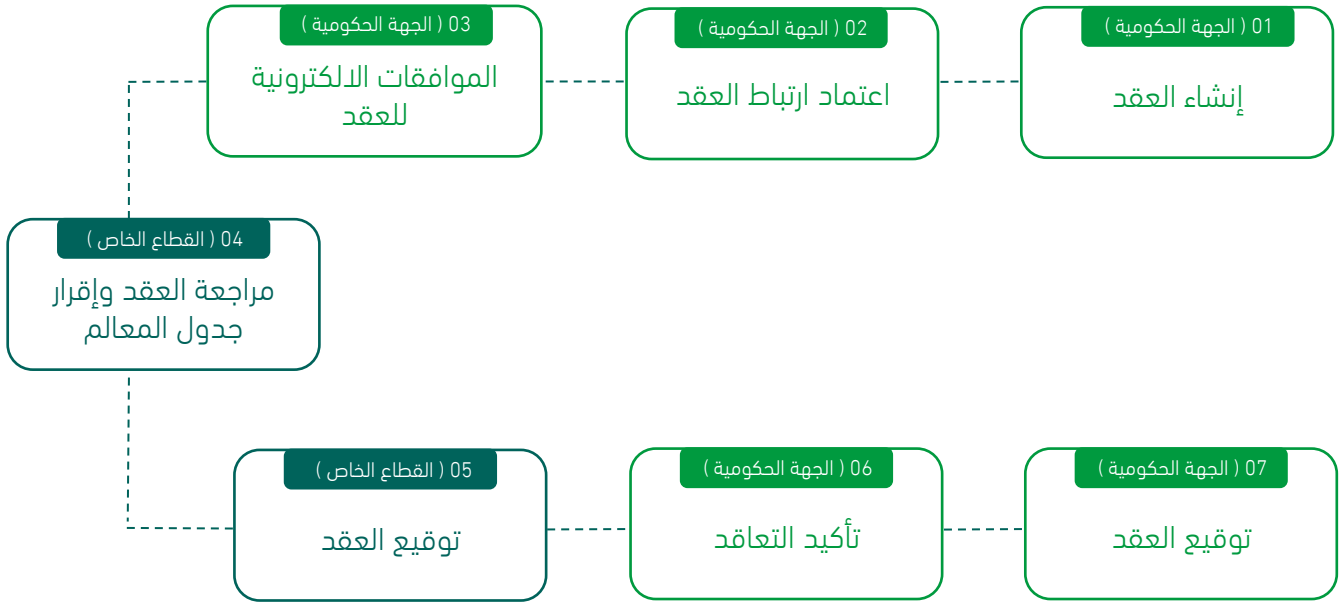 01 ( الجهة الحكومية )
إنشاء العقد
02 ( الجهة الحكومية )
اعتماد ارتباط العقد
03 ( الجهة الحكومية )
الموافقات الالكترونية
للعقد
04 ( القطاع الخاص )
مراجعة العقد وإقرار
جدول المعالم
05 ( القطاع الخاص )
توقيع العقد
06 ( الجهة الحكومية )
تأكيد التعاقد
07 ( الجهة الحكومية )
توقيع العقد